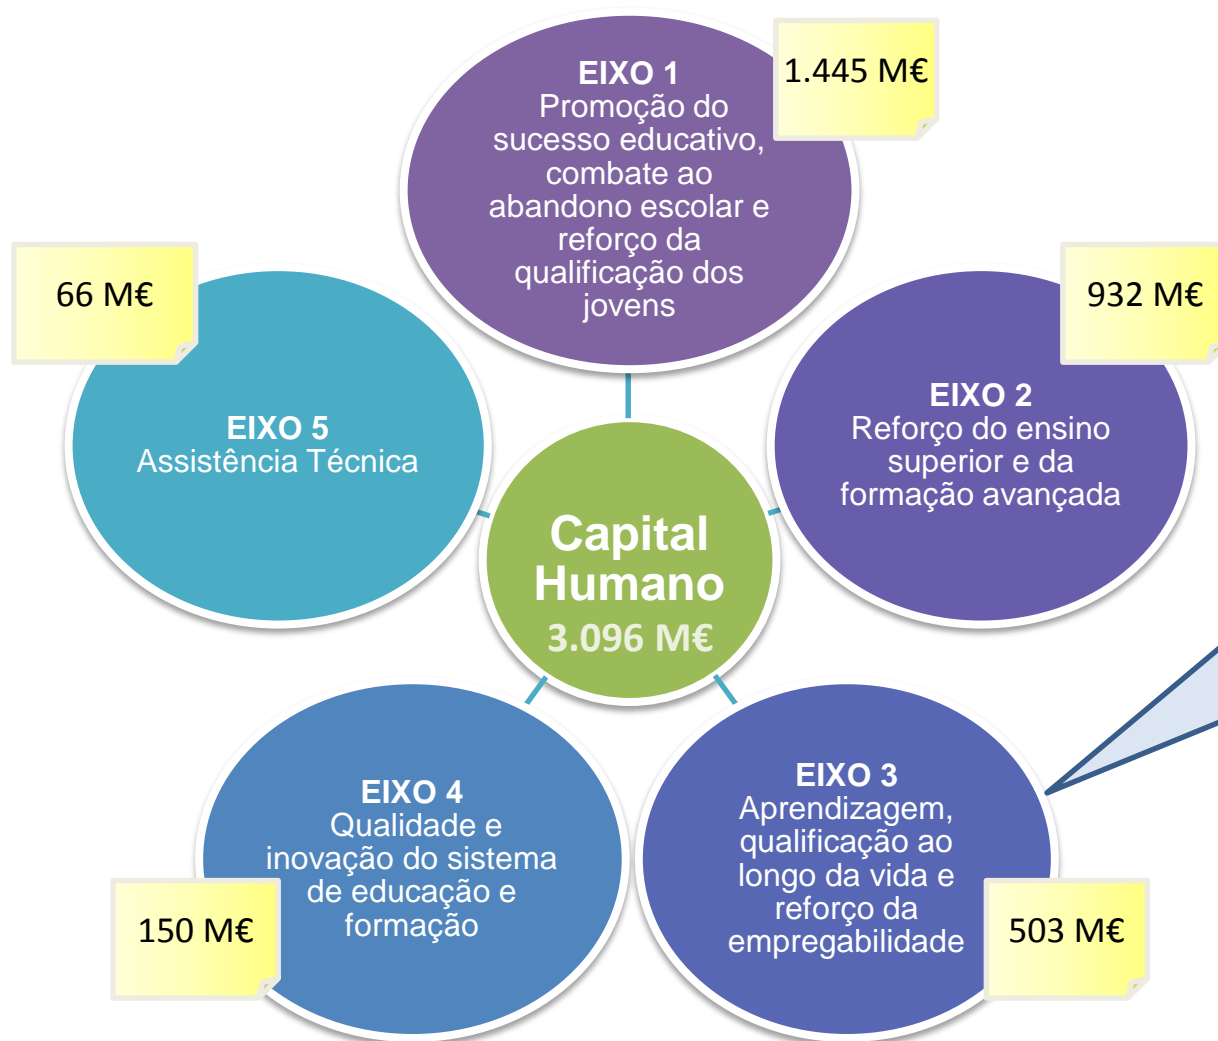 EIXO 1
Promoção do
sucesso educativo,
combate ao
abandono escolar e
reforço da
qualificação dos
jovens
1.445 M€
66 M€
EIXO 5
Assistência Técnica
932 M€
EIXO 2
Reforço do ensino
superior e da
formação avançada
Capital
Humano
3.096 M€
EIXO 4
Qualidade e
inovação do sistema
de educação e
formação
150 M€
EIXO 3
Aprendizagem,
qualificação ao
longo da vida e
reforço da
empregabilidade
503 M€